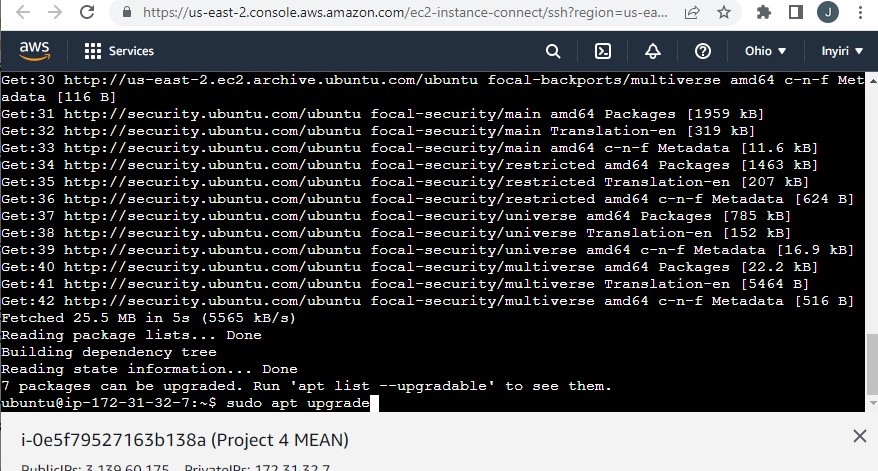 https://us-east-2.console.aws.amazon.com/ec2-instance-connect/ssh?region=us-ea...
J
aws
Services
Ohio
Inyiri
Get:30 http://us-east-2.ec2.archive.ubuntu.com/ubuntu focal-backports/multiverse amd64 c-n-f Met
adata [116 B]
Get:31 http://security.ubuntu.com/ubuntu focal-security/main amd64 Packages [1959 kB]
Get:32 http://security.ubuntu.com/ubuntu focal-security/main Translation-en [319 kB]
Get:33 http://security.ubuntu.com/ubuntu focal-security/main amd64 c-n-f Metadata [11.6 kB]
Get:34 http://security.ubuntu.com/ubuntu focal-security/restricted amd64 Packages [1463 kB]
Get:35 http://security.ubuntu.com/ubuntu focal-security/restricted Translation-en [207 kB]
Get:36 http://security.ubuntu.com/ubuntu focal-security/restricted amd64 c-n-f Metadata [624 B]
Get:37 http://security.ubuntu.com/ubuntu focal-security/universe amd64 Packages [785 kB]
Get:38 http://security.ubuntu.com/ubuntu focal-security/universe Translation-en [152 kB]
Get:39 http://security.ubuntu.com/ubuntu focal-security/universe amd64 c-n-f Metadata [16.9 kB]
Get:40 http://security.ubuntu.com/ubuntu focal-security/multiverse amd64 Packages [22.2 kB]
Get:41 http://security.ubuntu.com/ubuntu focal-security/multiverse Translation-en [5464 B]
Get:42 http://security.ubuntu.com/ubuntu focal-security/multiverse amd64 c-n-f Metadata [516 B]
Fetched 25.5 MB in 5s (5565 kB/s)
Reading package lists... Done
Building dependency tree
Reading state information... Done
7 packages can be upgraded. Run 'apt list --upgradable' to see them.
ubuntu@ip-172-31-32-7:~$ sudo apt upgrade
i-0e5f79527163b138a (Project 4 MEAN)
PublicIPs: 3.139.60.175 PrivateIPs: 172.31.32.7